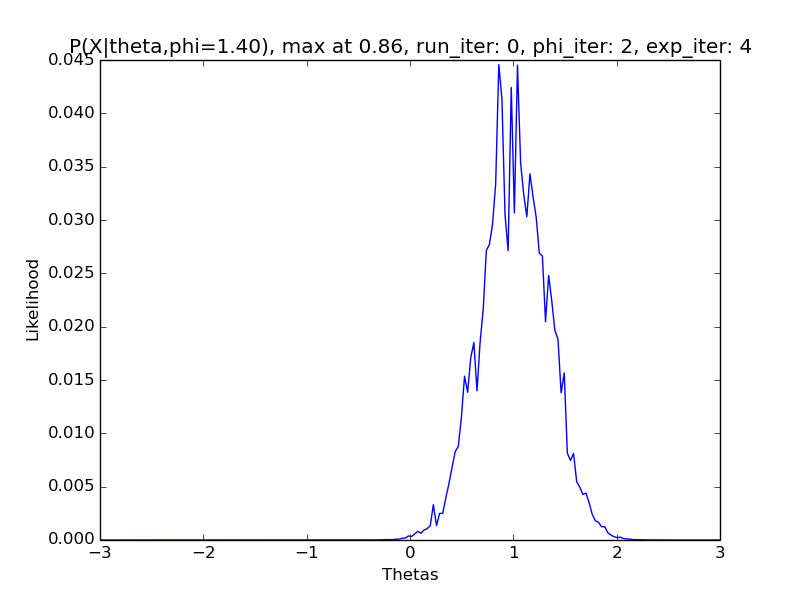 P(X|theta,phi=1.40), max at 0.86, run_iter: 0, phi_iter: 2, exp_iter: 4
0.045
0.040
0.035
0.030
0.025
0.020
0.015
0.010
0.005
0.000
Likelihood
−3 −2 −1 0 1 2 3
Thetas